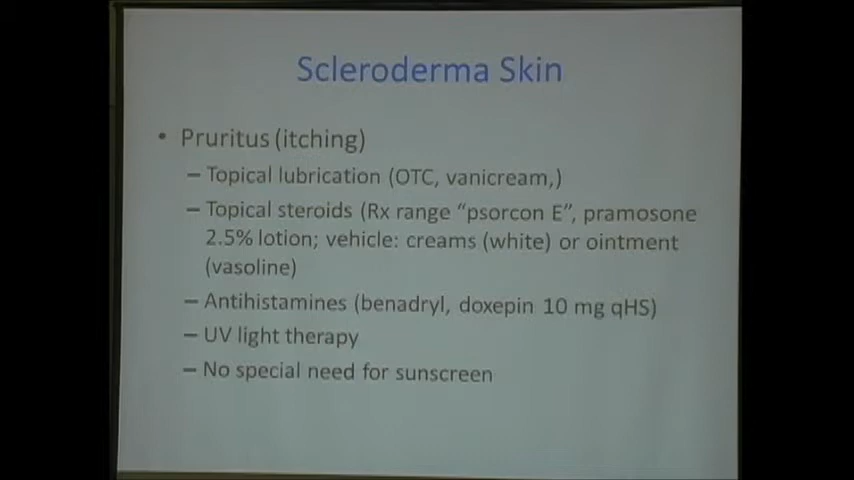 Scleroderma Skin
• Pruritus (itching)
– Topical lubrication (OTC, vanicream,)
– Topical steroids (Rx range “psorcon E”, pramosone
2.5% lotion; vehicle: creams (white) or ointment
(vasoline)
– Antihistamines (benadryl, doxepin 10 mg qHS)
– UV light therapy
– No special need for sunscreen